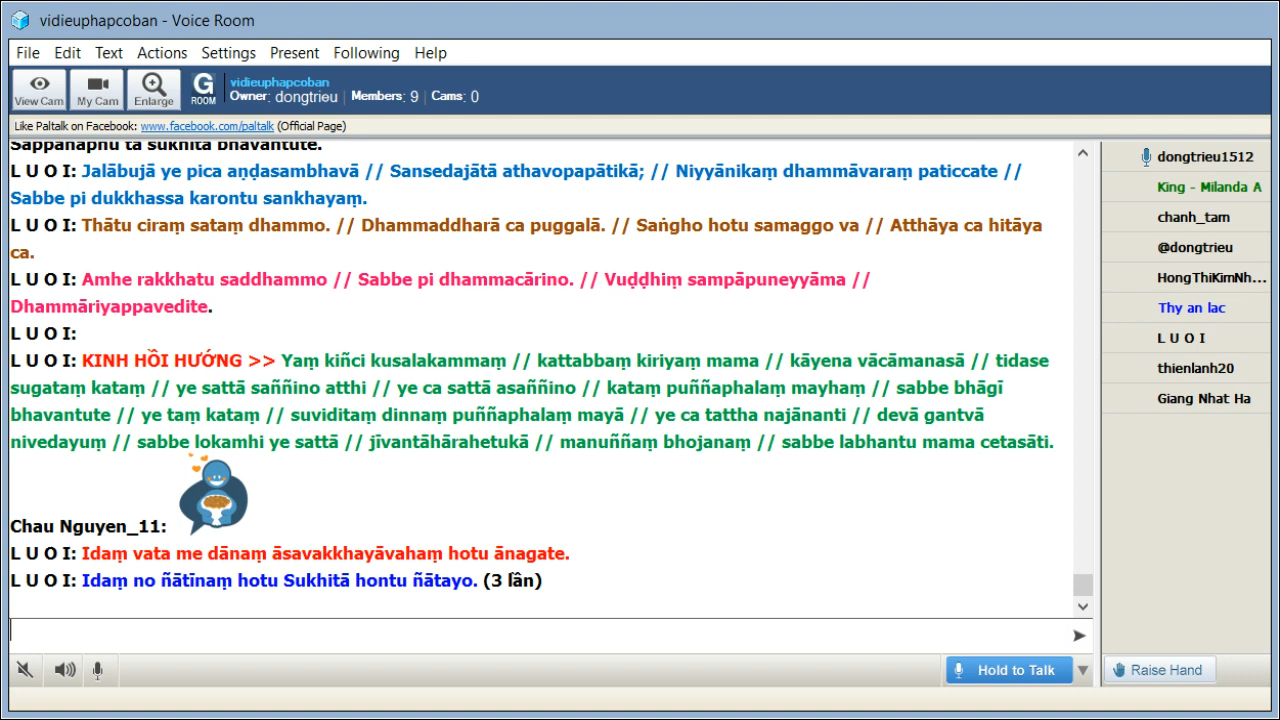 vidieuphapcoban - Voice Room
File Edit Text Actions Settings Present Following Help
View Cam My Cam Enlarge G ROOM
vidieuphapcoban
Owner: dongtrieu | Members: 9 | Cams: 0
Like Paltalk on Facebook: www.facebook.com/paltalk (Official Page)
bhavantute.
L U O I: Jalābujā ye pica aṇḍasambhavā // Sansedajātā athavopapātikā; // Niyyānikaṃ dhammāvaraṃ paticcate //
Sabbe pi dukkhassa karontu sankhayaṃ.
L U O I: Thātu ciraṃ sataṃ dhammo. // Dhammaddharā ca puggalā. // Saṅgho hotu samaggo va // Atthāya ca hitāya
ca.
L U O I: Amhe rakkhatu saddhammo // Sabbe pi dhammacārino. // Vuḍḍhiṃ sampāpuneyyāma //
Dhammāriyappavedite.
L U O I:
L U O I: KINH HỒI HƯỚNG >> Yaṃ kiñci kusalakammaṃ // kattabbaṃ kiriyaṃ mama // kāyena vācāmanasā // tidase
sugataṃ kataṃ // ye sattā saññino atthi // ye ca sattā asaññino // kataṃ puññaphalaṃ mayhaṃ // sabbe bhāgī
bhavantute // ye taṃ kataṃ // suviditaṃ dinnaṃ puññaphalaṃ mayā // ye ca tattha najānanti // devā gantvā
nivedayuṃ // sabbe lokamhi ye sattā // jīvantāhārahetukā // manuññaṃ bhojanaṃ // sabbe labhantu mama cetasāti.
Chau Nguyen_11:
L U O I: Idaṃ vata me dānaṃ āsavakkhayāvahaṃ hotu ānagate.
L U O I: Idaṃ no ñātīnaṃ hotu Sukhitā hontu ñātayo. (3 lần)
Hold to Talk
dongtrieu1512
King - Milanda A
chanh_tam
@dongtrieu
HongThiKimNh...
Thy an lac
L U O I
thienlanh20
Giang Nhat Ha
Raise Hand